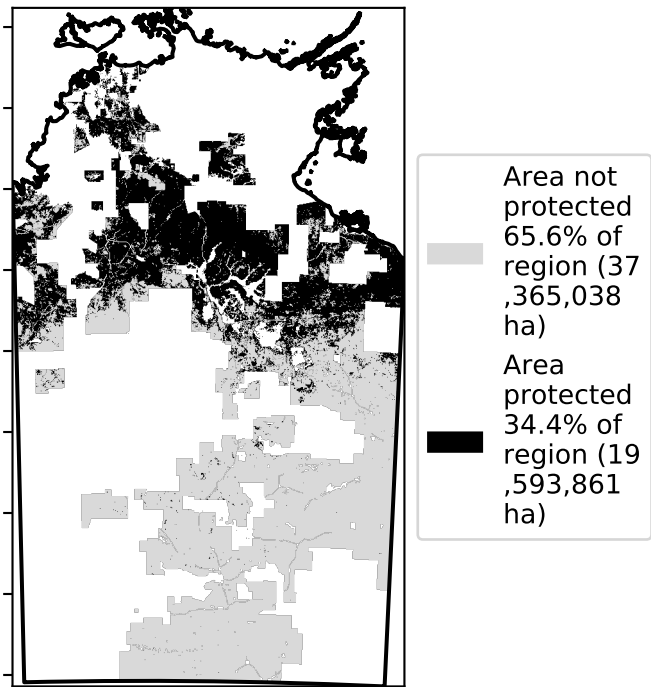 Area not
protected
65.6% of
region (37
,365,038
ha)
Area
protected
34.4% of
region (19
,593,861
ha)